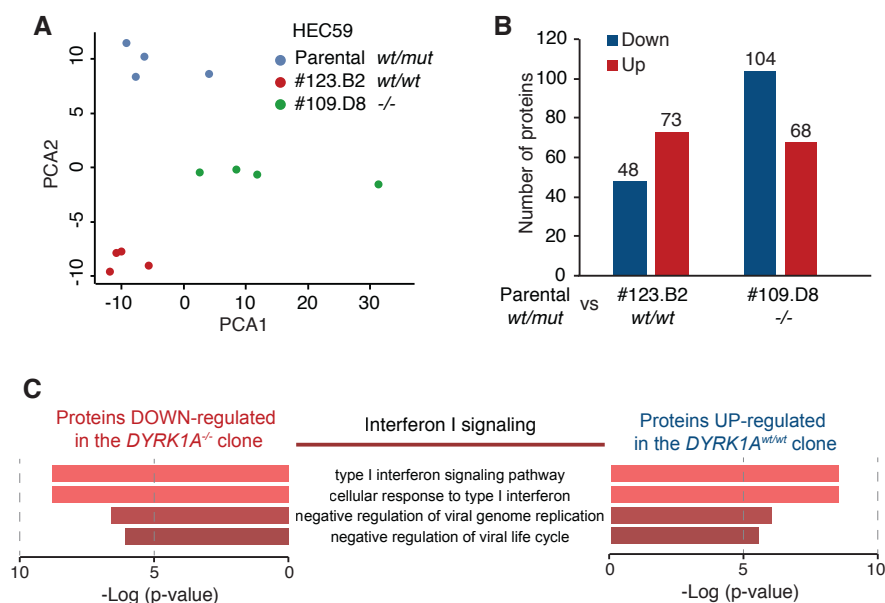 A
HEC59
Parental wt/mut
#123.B2 wt/wt
#109.D8 -/-
PCA2
10
5
0
-5
-10
-10 0 10 20 30
PCA1
B
Down
Up
Number of proteins
120
100
80
60
40
20
0
48
73
104
68
Parental vs #123.B2 #109.D8
wt/mut wt/wt -/-
C
Proteins DOWN-regulated
in the DYRK1A-/- clone
Interferon I signaling
Proteins UP-regulated
in the DYRK1Awt/wt clone
type I interferon signaling pathway
cellular response to type I interferon
negative regulation of viral genome replication
negative regulation of viral life cycle
10 5 0
-Log (p-value)
0 5 10
-Log (p-value)